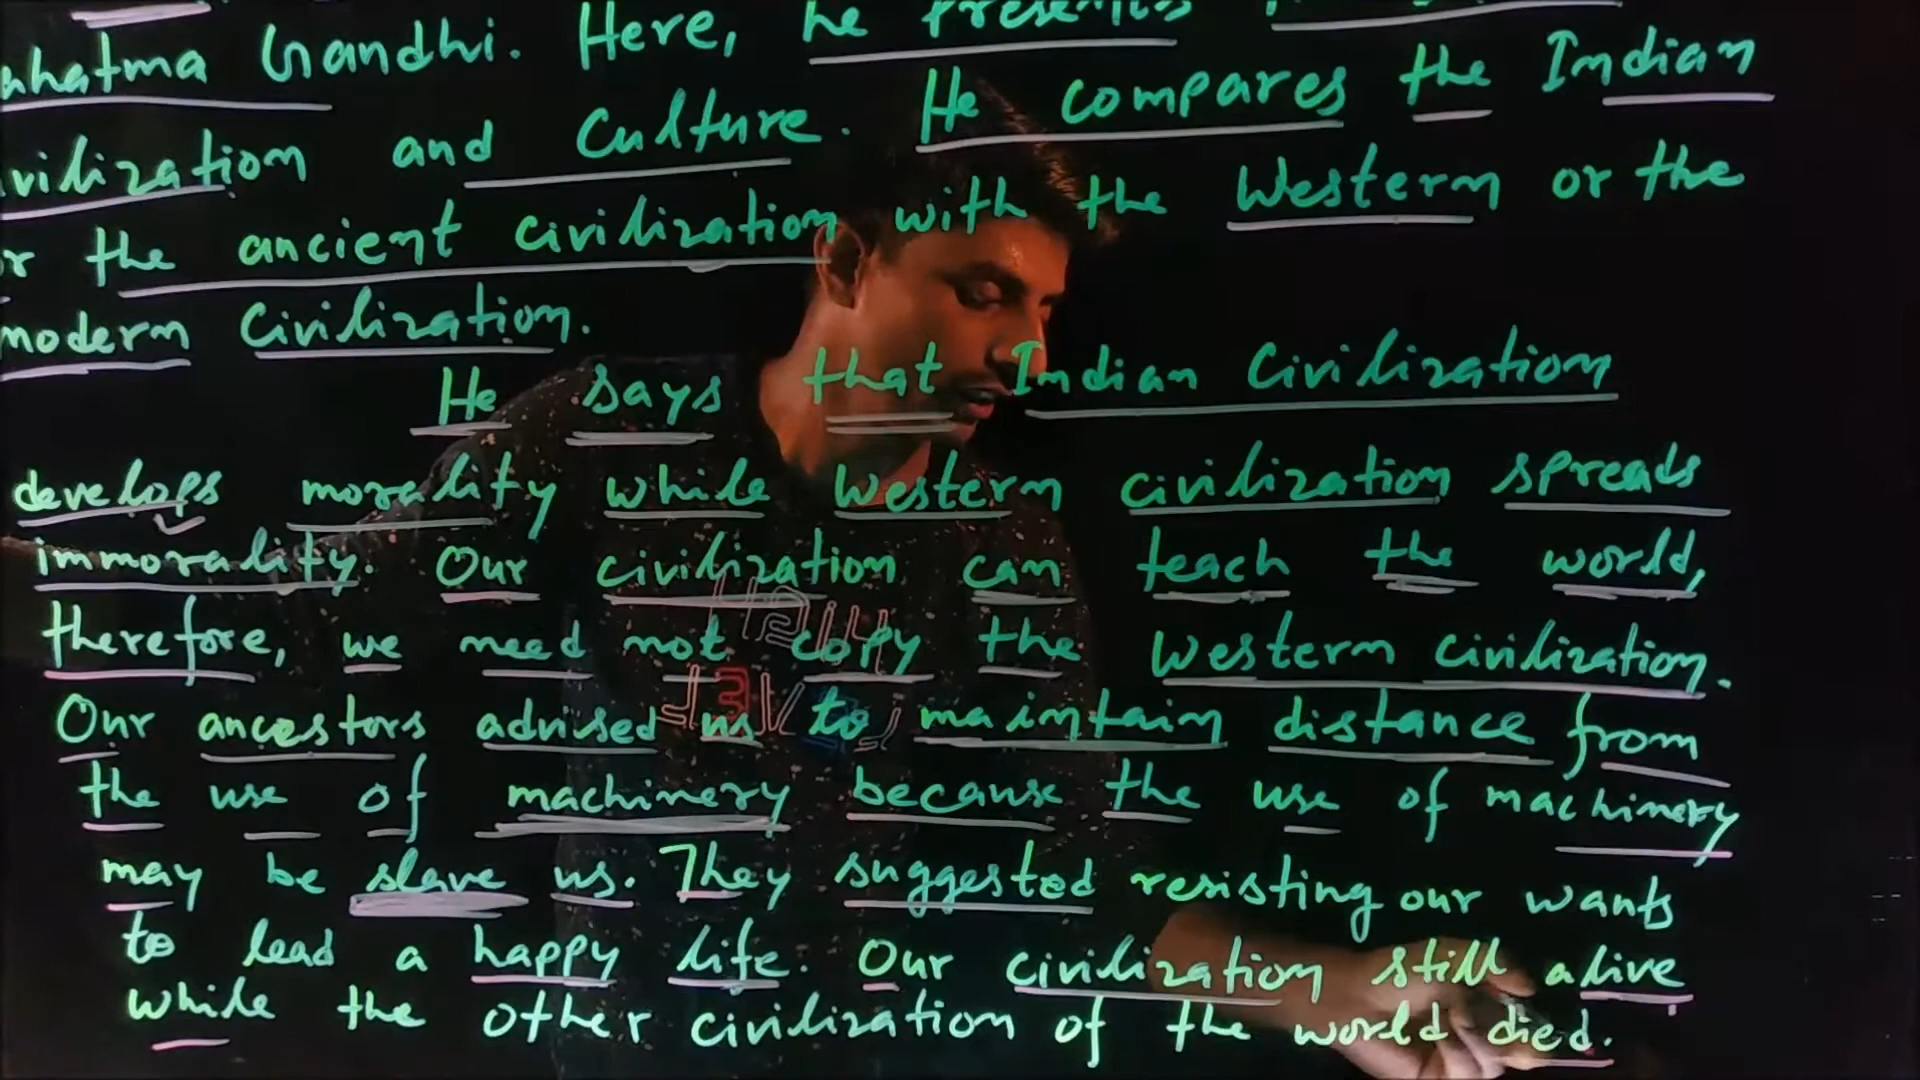 ahatma Gandhi. Here, he presents
vilization and Culture. He compares the Indian
or the ancient civilization with the Western or the
modern Civilization.
He says that Indian Civilization
develops morality while Western civilization spreads
immorality. Our civilization can teach the world,
therefore, we need not copy the Western civilization.
Our ancestors advised us to maintain distance from
the use of machinery because the use of machinery
may be slave us. They suggested resisting our wants
to lead a happy life. Our civilization still alive
while the other civilization of the world died.